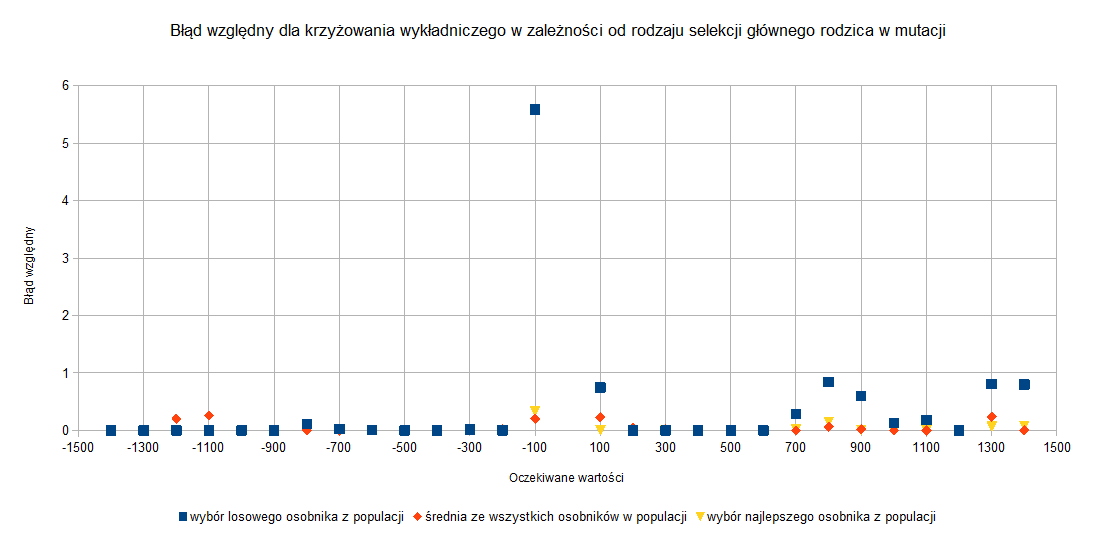 Błąd względny dla krzyżowania wykładniczego w zależności od rodzaju selekcji głównego rodzica w mutacji
6
5
4
3
2
1
0
Błąd względny
-1500 -1300 -1100 -900 -700 -500 -300 -100 100 300 500 700 900 1100 1300 1500
Oczekiwane wartości
wybór losowego osobnika z populacji średnia ze wszystkich osobników w populacji wybór najlepszego osobnika z populacji